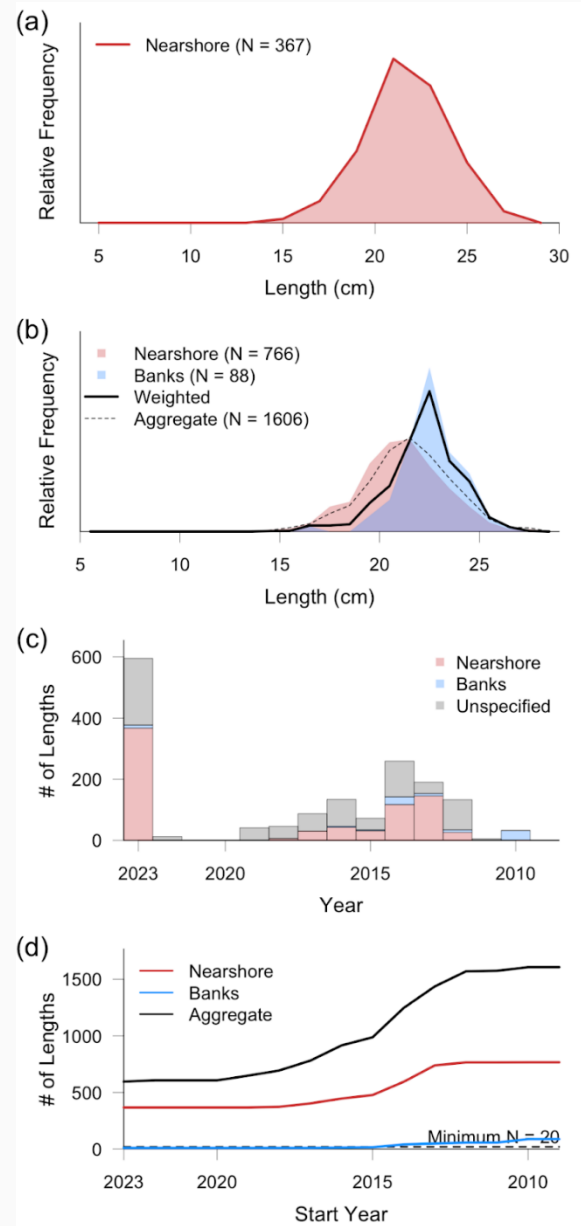 (a)
Nearshore (N = 367)
Relative Frequency
5 10 15 20 25 30
Length (cm)
(b)
Nearshore (N = 766)
Banks (N = 88)
Weighted
Aggregate (N = 1606)
Relative Frequency
5 10 15 20 25
Length (cm)
(c)
600
400
200
0
# of Lengths
Nearshore
Banks
Unspecified
2023 2020 2015 2010
Year
(d)
1500
1000
500
0
# of Lengths
Nearshore
Banks
Aggregate
Minimum N = 20
2023 2020 2015 2010
Start Year